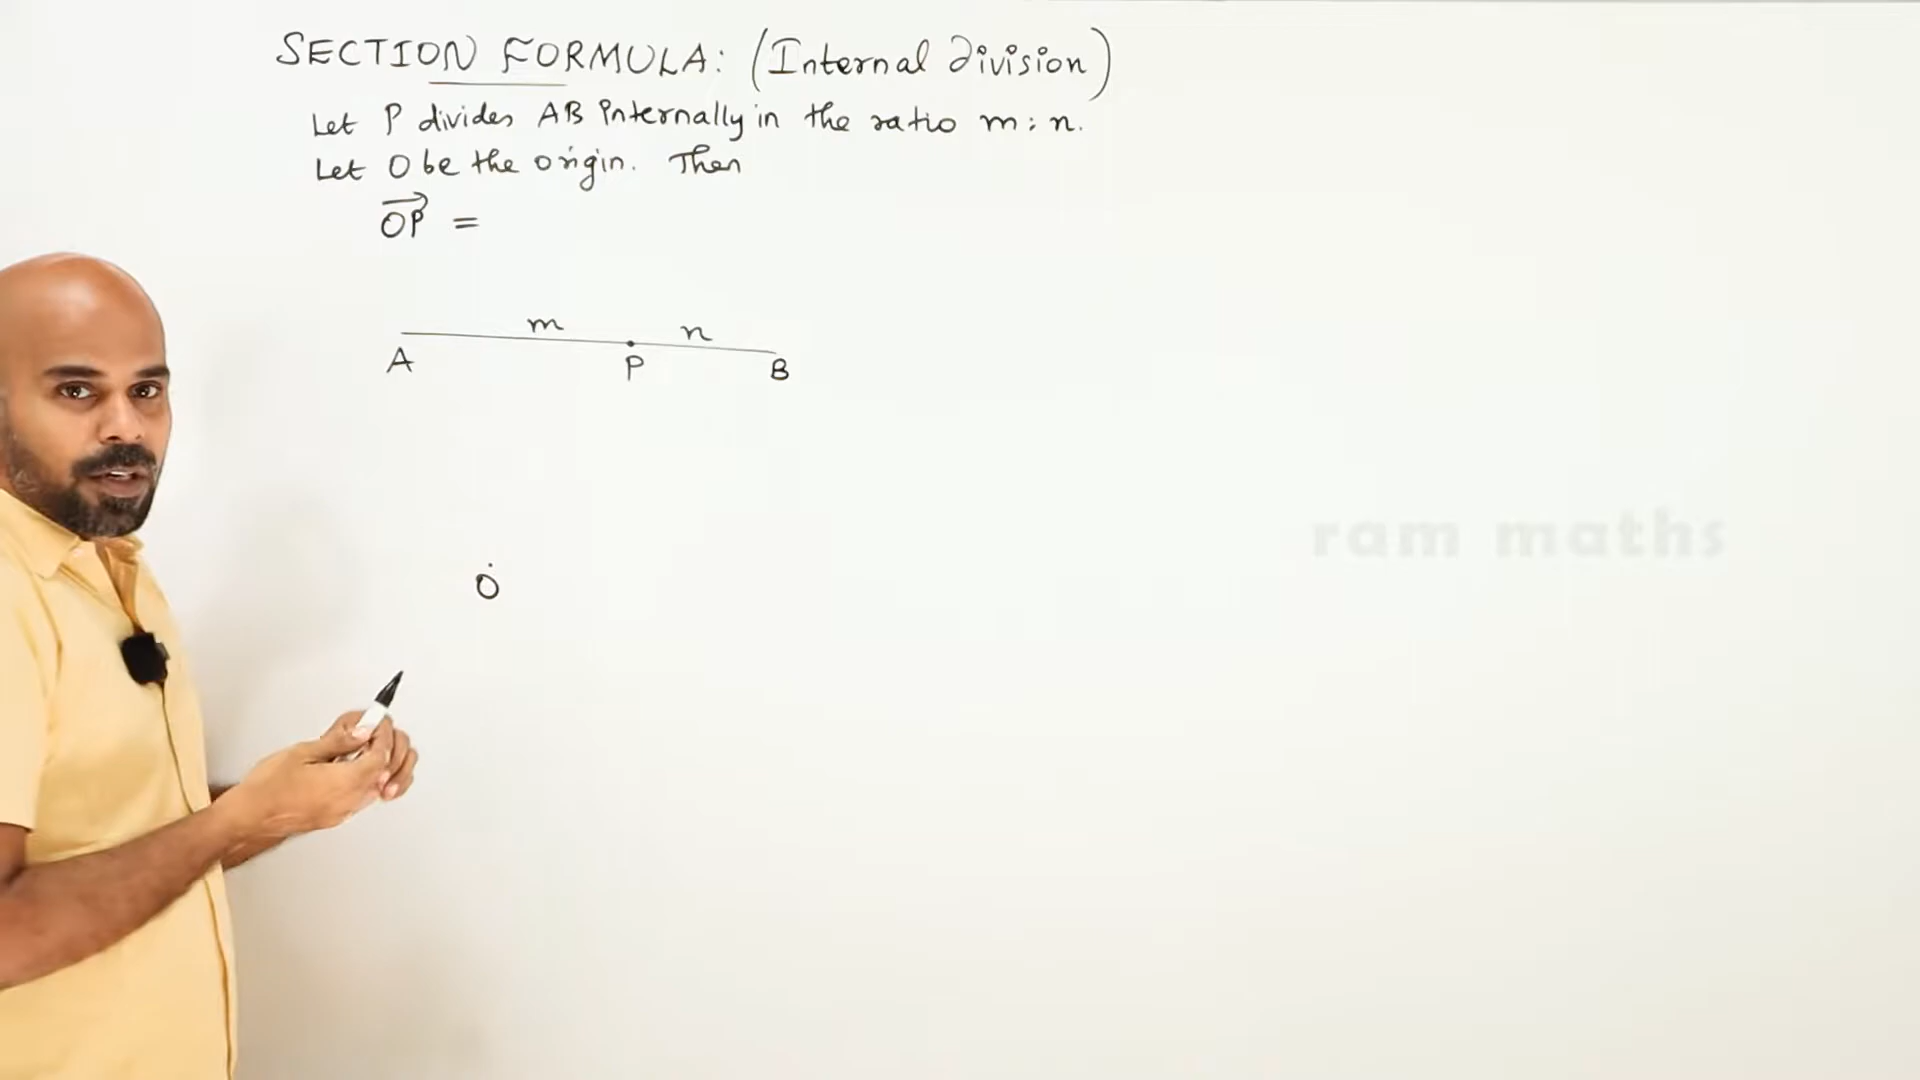 SECTION FORMULA: (Internal Division)
Let P divides AB internally in the ratio m : n.
Let O be the origin. Then
OP⃗ =
m n
A P B
O
ram maths